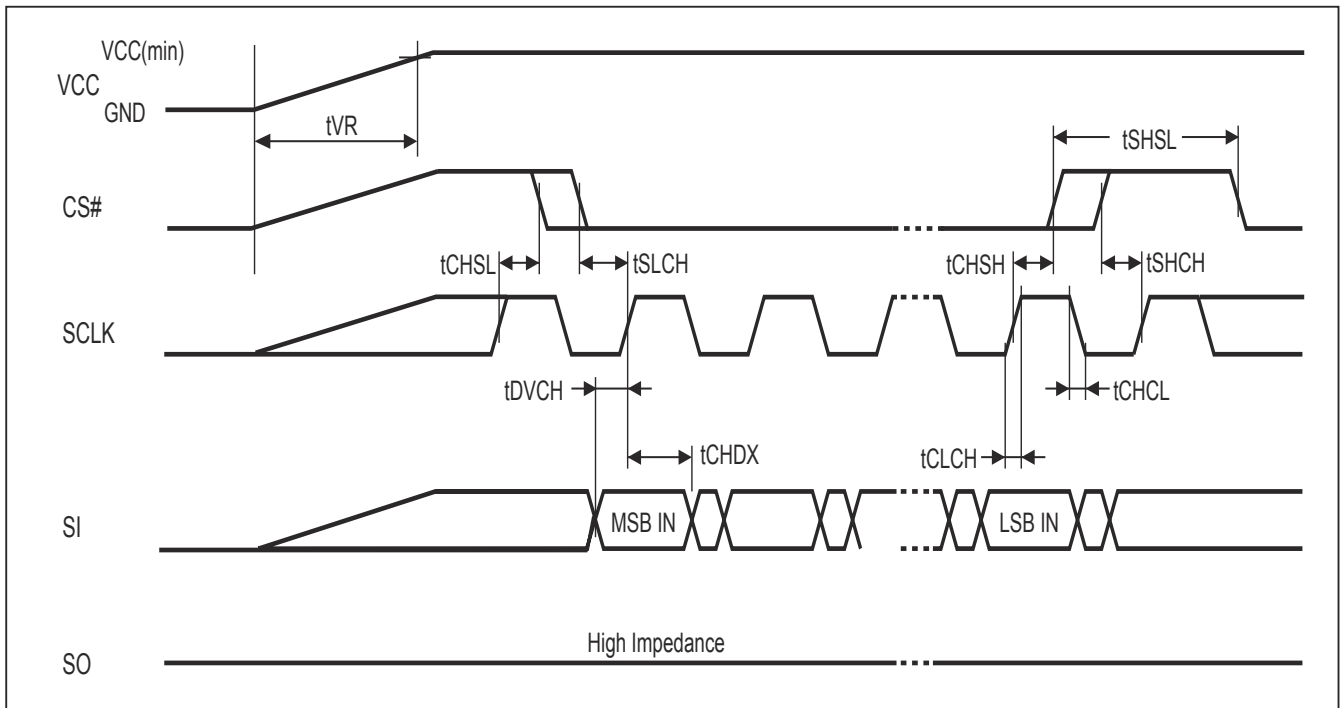 VCC(min)
VCC
GND
tVR
tSHSL
CS#
tCHSL
tSLCH
tCHSH
tSHCH
SCLK
tDVCH
tCHCL
tCHDX
tCLCH
SI
MSB IN
LSB IN
High Impedance
SO